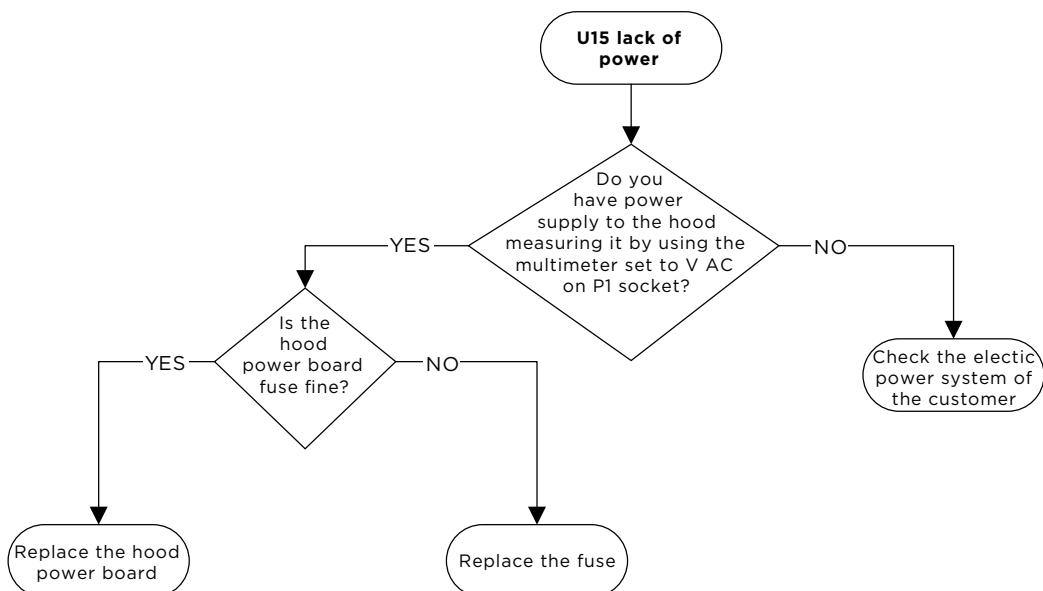 U15 lack of
power
Do you
have power
supply to the hood
measuring it by using the
multimeter set to V AC
on P1 socket?
YES
NO
Is the
hood
power board
fuse fine?
YES
NO
Check the electic
power system of
the customer
Replace the hood
power board
Replace the fuse